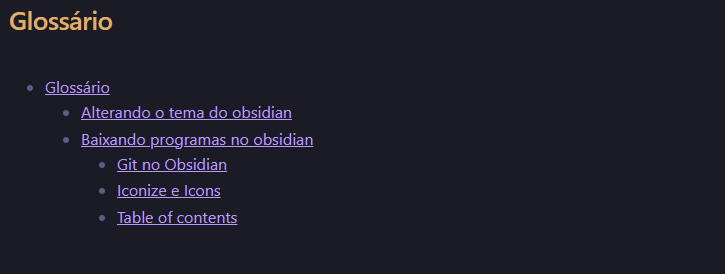 Glossário
Glossário
Alterando o tema do obsidian
Baixando programas no obsidian
Git no Obsidian
Iconize e Icons
Table of contents